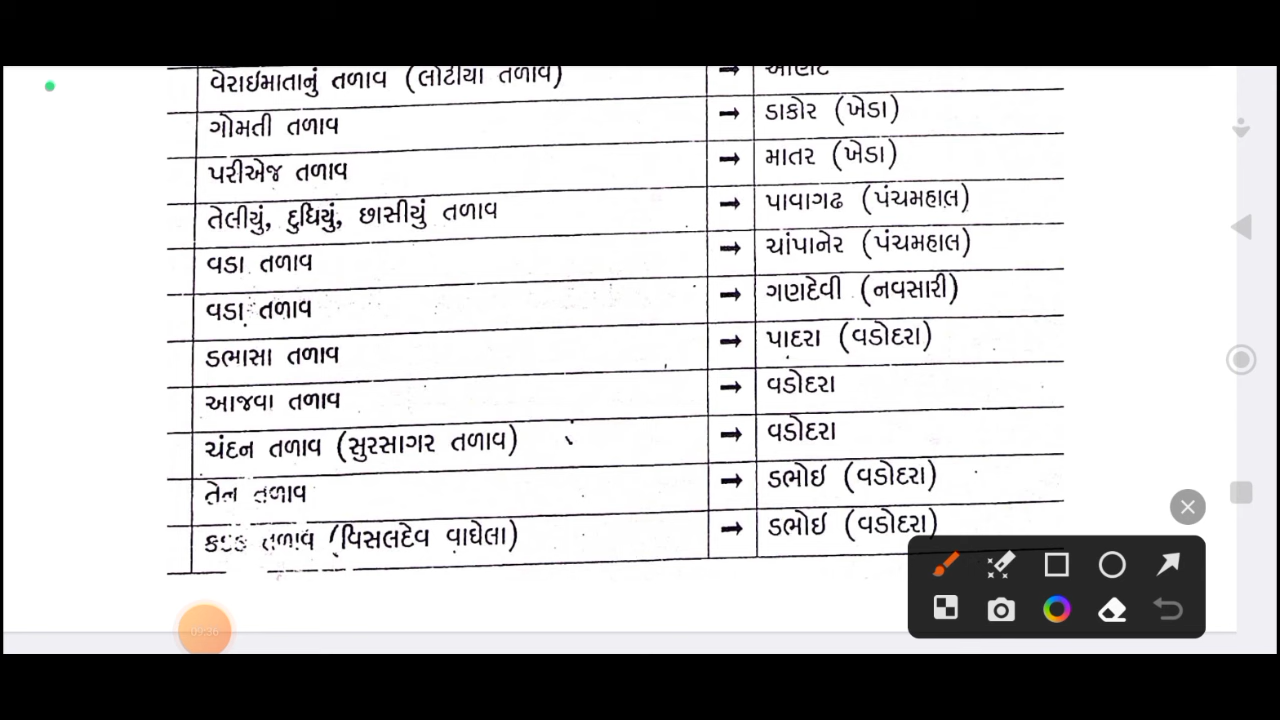 વેરાઈમાતાનું તળાવ (લોટીયા તળાવ) → આણંદ
ગોમતી તળાવ → ડાકોર (ખેડા)
પરીએજ તળાવ → માતર (ખેડા)
તેલીયું, દુધિયું, છાસીયું તળાવ → પાવાગઢ (પંચમહાલ)
વડા તળાવ → ચાંપાનેર (પંચમહાલ)
વડા તળાવ → ગણદેવી (નવસારી)
ડભાસા તળાવ → પાદરા (વડોદરા)
આજવા તળાવ → વડોદરા
ચંદન તળાવ (સુરસાગર તળાવ) → વડોદરા
તેન તળાવ → ડભોઈ (વડોદરા)
તળાવ (વિસલદેવ વાઘેલા) → ડભોઈ (વડોદરા)